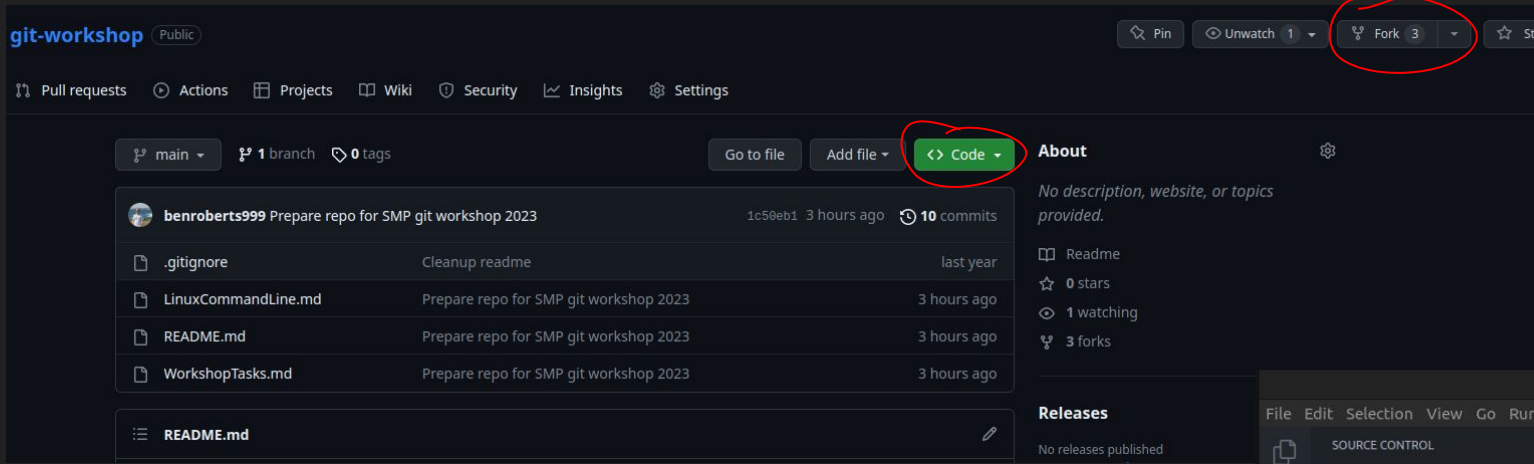 git-workshop Public Pin Unwatch 1 Fork 3
Pull requests Actions Projects Wiki Security Insights Settings
main 1 branch 0 tags Go to file Add file <> Code
benroberts999 Prepare repo for SMP git workshop 2023 1c50eb1 3 hours ago 10 commits
.gitignore Cleanup readme last year
LinuxCommandLine.md Prepare repo for SMP git workshop 2023 3 hours ago
README.md Prepare repo for SMP git workshop 2023 3 hours ago
WorkshopTasks.md Prepare repo for SMP git workshop 2023 3 hours ago
README.md
About
No description, website, or topics
provided.
Readme
0 stars
1 watching
3 forks
Releases
No releases published
File Edit Selection View Go Run
SOURCE CONTROL